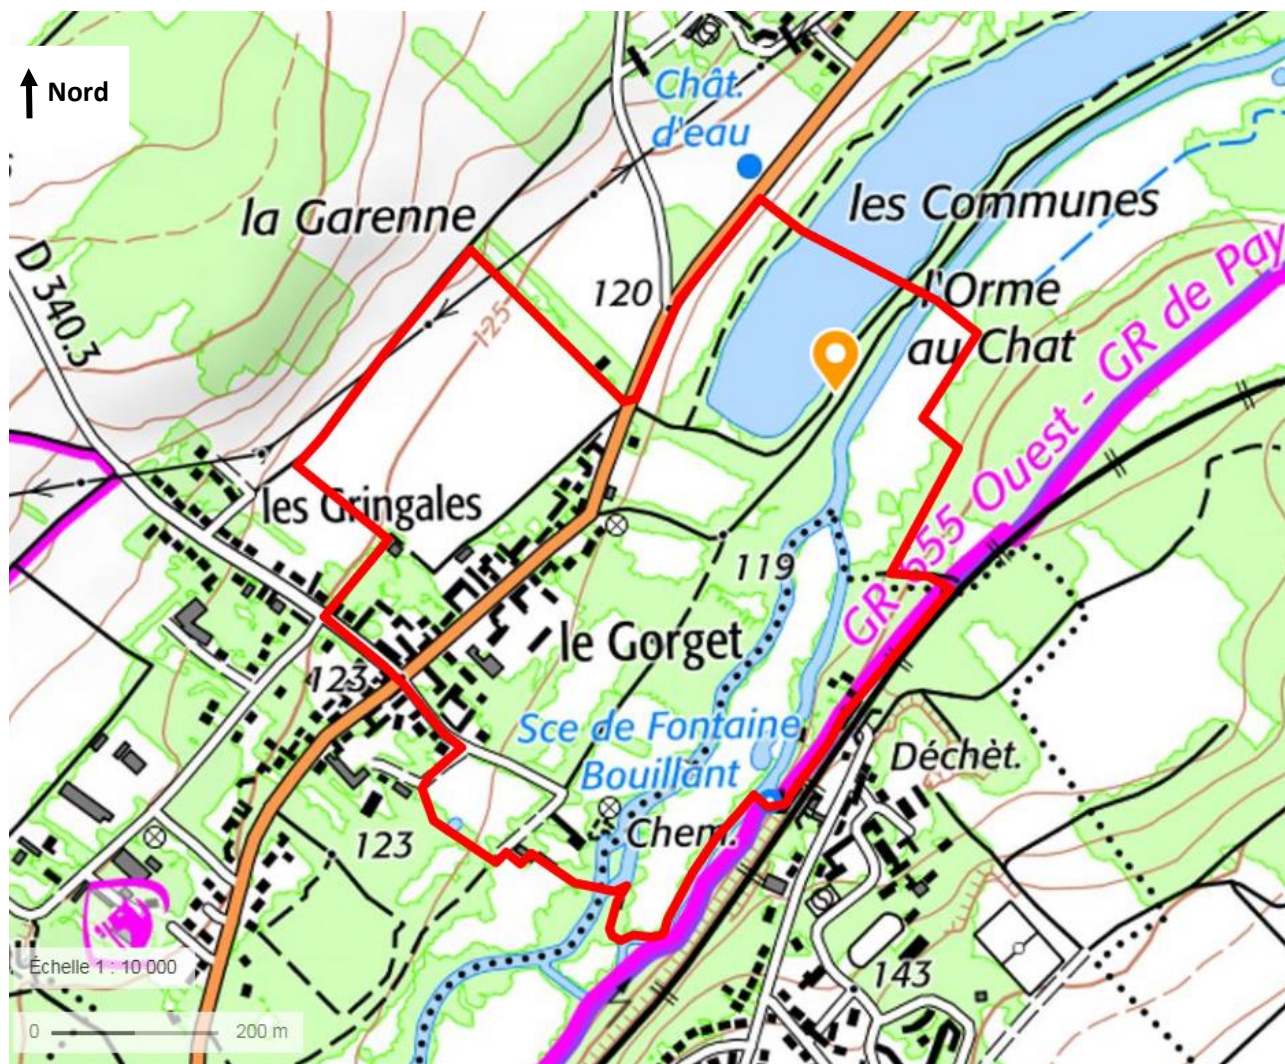 Nord
Chât.
d'eau
la Garenne
les Communes
D 340.3
120
l'Orme
au Chat
125
GR 655 Ouest - GR de Pay
les Gringales
119
le Gorget
123
Sce de Fontaine
Bouillant
Déchèt.
Chem.
123
143
Échelle 1 : 10 000
0 200 m